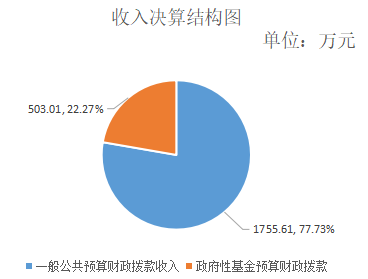 收入决算结构图
单位：万元
503.01, 22.27%
1755.61, 77.73%
一般公共预算财政拨款收入 政府性基金预算财政拨款